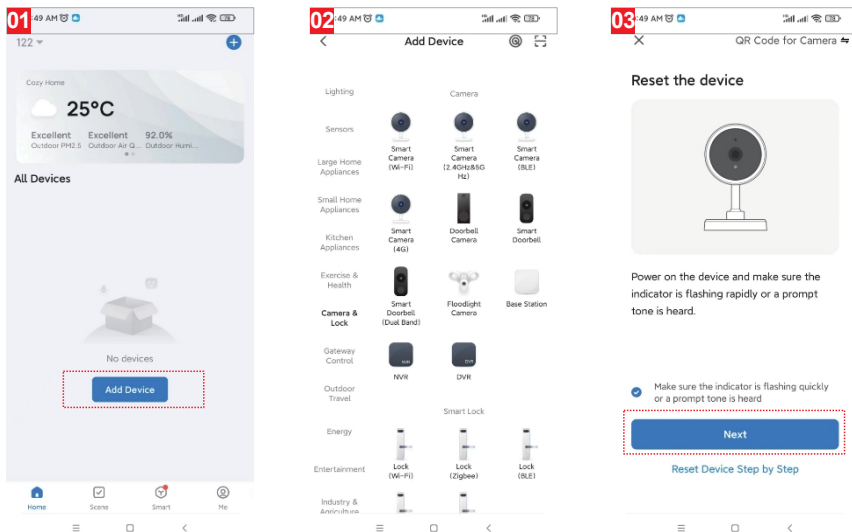 01
:49 AM
122
Cozy Home
25°C
Excellent Excellent 92.0%
Outdoor PM2.5 Outdoor Air Q... Outdoor Humi...
All Devices
No devices
Add Device
Home Scene Smart Me
02
:49 AM
Add Device
Lighting
Sensors
Large Home
Appliances
Small Home
Appliances
Kitchen
Appliances
Exercise &
Health
Camera &
Lock
Gateway
Control
Outdoor
Travel
Energy
Entertainment
Industry &
Agriculture
Camera
Smart
Camera
(Wi-Fi)
Smart
Camera
(2.4GHz&5G
Hz)
Smart
Camera
(BLE)
Smart
Camera
(4G)
Doorbell
Camera
Smart
Doorbell
Smart
Doorbell
(Dual Band)
Floodlight
Camera
Base Station
NVR
NVR
DVR
DVR
Smart Lock
Lock
(Wi-Fi)
Lock
(Zigbee)
Lock
(BLE)
03
:49 AM
QR Code for Camera
Reset the device
Power on the device and make sure the
indicator is flashing rapidly or a prompt
tone is heard.
Make sure the indicator is flashing quickly
or a prompt tone is heard
Next
Reset Device Step by Step